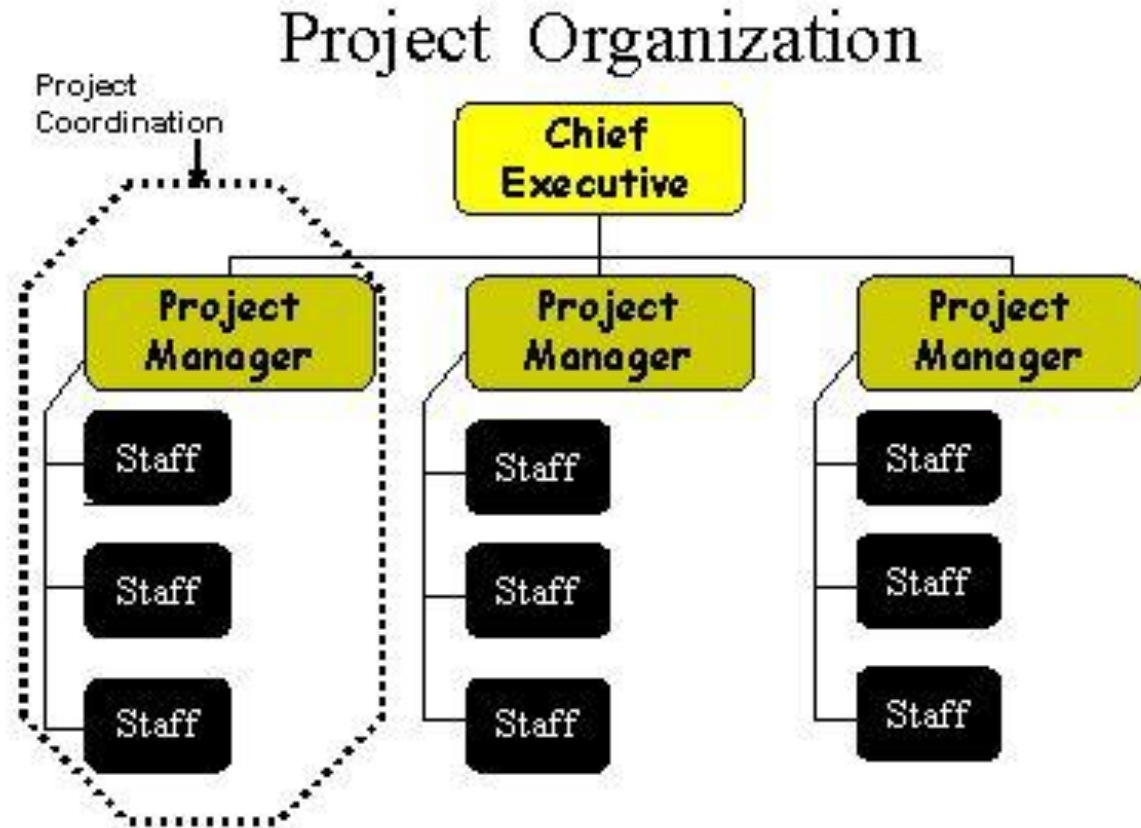 Project Organization
Project
Coordination
Chief
Executive
Project
Manager
Project
Manager
Project
Manager
Staff
Staff
Staff
Staff
Staff
Staff
Staff
Staff
Staff